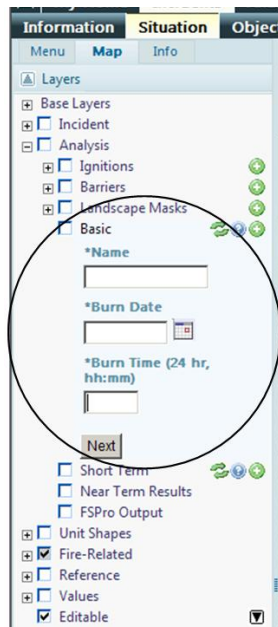 Information Situation Objec
Menu Map Info
Layers
Base Layers
Incident
Analysis
Ignitions
Barriers
Landscape Masks
Basic
*Name
*Burn Date
*Burn Time (24 hr,
hh:mm)
Next
Short Term
Near Term Results
FSPro Output
Unit Shapes
Fire-Related
Reference
Values
Editable